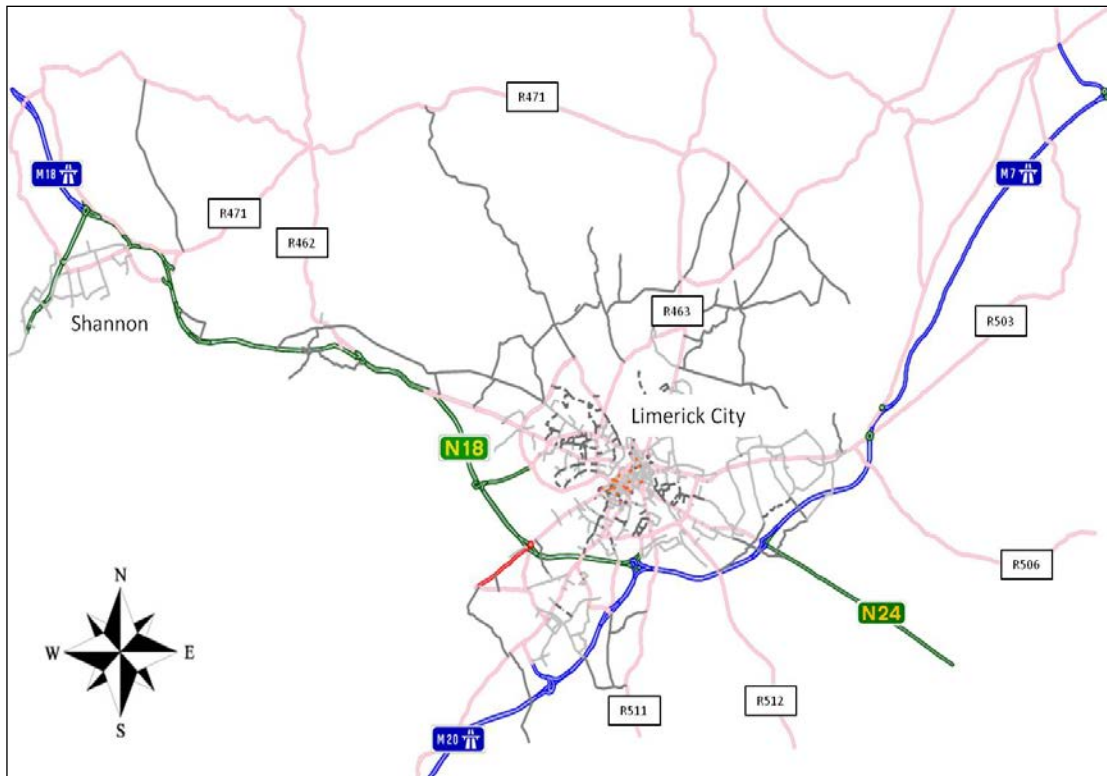 R471
M18
M7
R471
R462
R463
R503
Shannon
Limerick City
N18
R506
N
W E
S
N24
R511
R512
M20